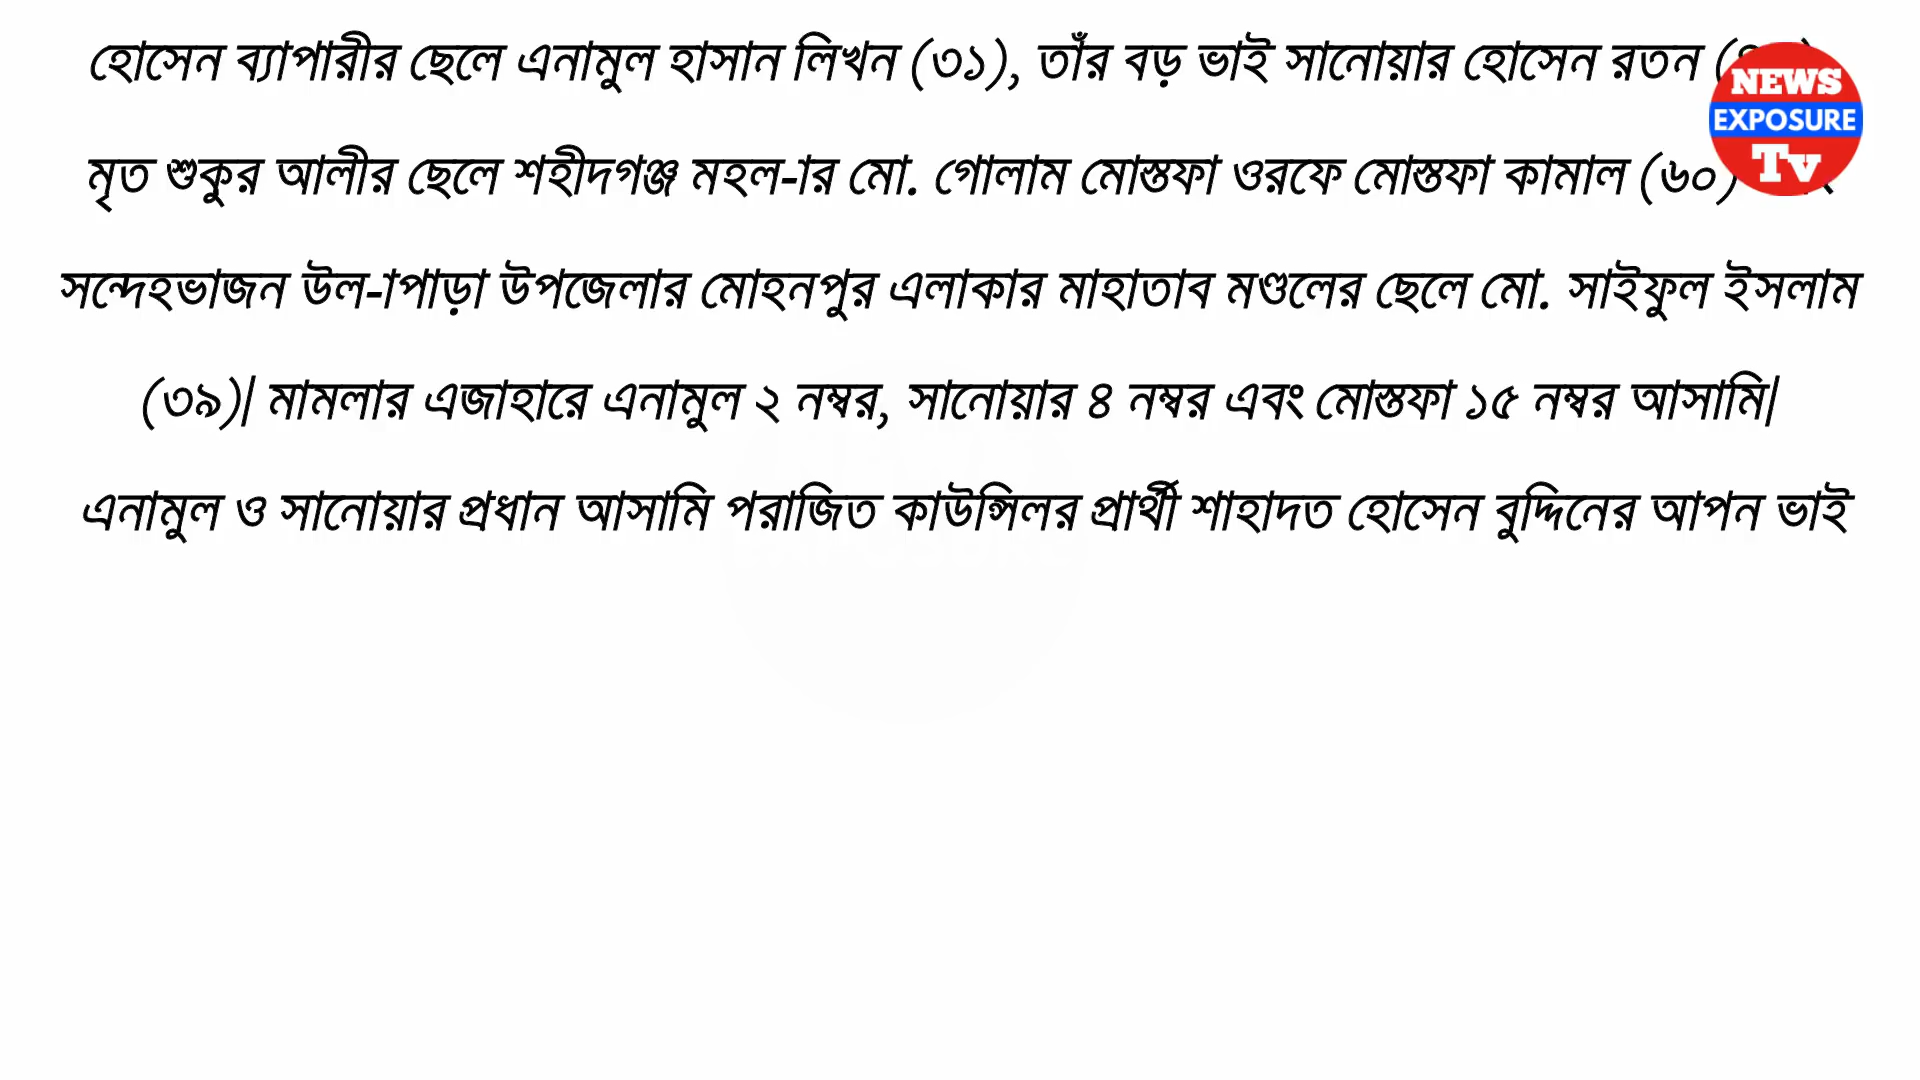 হোসেন ব্যাপারীর ছেলে এনামুল হাসান লিখন (৩১), তাঁর বড় ভাই সানোয়ার হোসেন রতন
মৃত শুকুর আলীর ছেলে শহীদগঞ্জ মহল-ার মো. গোলাম মোস্তফা ওরফে মোস্তফা কামাল (৬০)
সন্দেহভাজন উল-াপাড়া উপজেলার মোহনপুর এলাকার মাহাতাব মণ্ডলের ছেলে মো. সাইফুল ইসলাম
(৩৯)| মামলার এজাহারে এনামুল ২ নম্বর, সানোয়ার ৪ নম্বর এবং মোস্তফা ১৫ নম্বর আসামি|
এনামুল ও সানোয়ার প্রধান আসামি পরাজিত কাউন্সিলর প্রার্থী শাহাদত হোসেন বুদ্দিনের আপন ভাই
NEWS
EXPOSURE
Tv